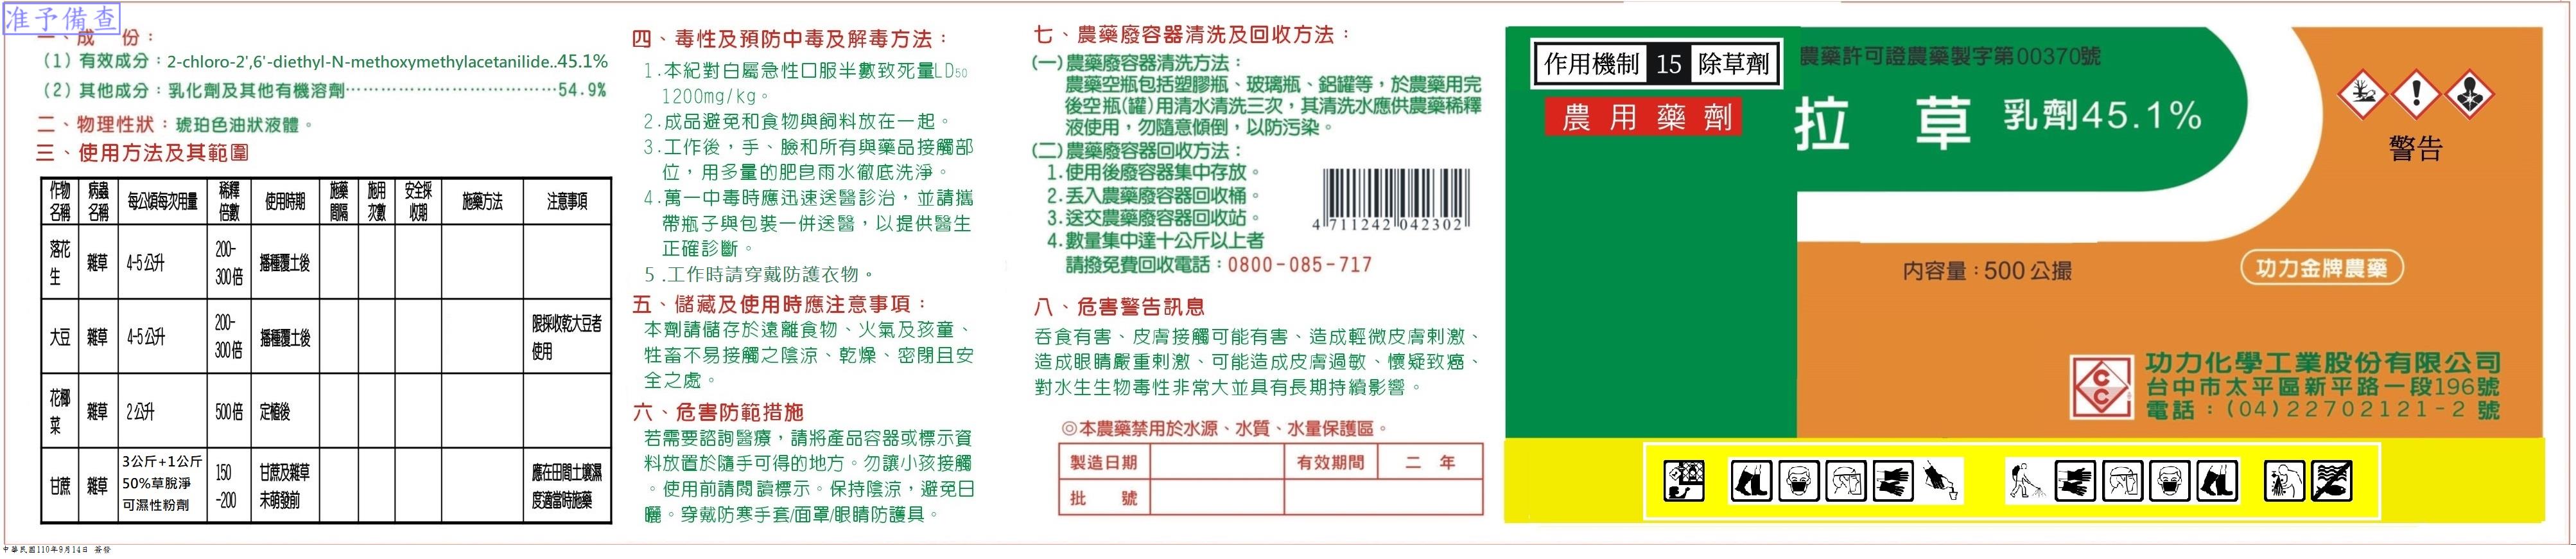 准予備查
一、成　份：
(1) 有效成分：2-chloro-2',6'-diethyl-N-methoxymethylacetanilide..45.1%
(2) 其他成分：乳化劑及其他有機溶劑································54.9%
二、物理性狀：琥珀色油狀液體。
三、使用方法及其範圍
作物名稱 病蟲名稱 每公頃每次用量 稀釋倍數 使用時期 施藥間隔 施用次數 安全採收期 施藥方法 注意事項
落花生 雜草 4-5公升 200-300倍 播種覆土後
大豆 雜草 4-5公升 200-300倍 播種覆土後 限採收乾大豆者使用
花椰菜 雜草 2公升 500倍 定植後
甘蔗 雜草 3公斤+1公斤50%草脫淨可濕性粉劑 150-200 甘蔗及雜草未萌發前 應在田間土壤濕度適當時施藥
四、毒性及預防中毒及解毒方法：
1.本紀對白屬急性口服半數致死量LD50
1200mg/kg。
2.成品避免和食物與飼料放在一起。
3.工作後，手、臉和所有與藥品接觸部
位，用多量的肥皂雨水徹底洗淨。
4.萬一中毒時應迅速送醫診治，並請攜
帶瓶子與包裝一併送醫，以提供醫生
正確診斷。
5.工作時請穿戴防護衣物。
五、儲藏及使用時應注意事項：
本劑請儲存於遠離食物、火氣及孩童、
牲畜不易接觸之陰涼、乾燥、密閉且安
全之處。
六、危害防範措施
若需要諮詢醫療，請將產品容器或標示資
料放置於隨手可得的地方。勿讓小孩接觸
。使用前請閱讀標示。保持陰涼，避免日
曬。穿戴防寒手套/面罩/眼睛防護具。
七、農藥廢容器清洗及回收方法：
(一)農藥廢容器清洗方法：
農藥空瓶包括塑膠瓶、玻璃瓶、鋁罐等，於農藥用完
後空瓶(罐)用清水清洗三次，其清洗水應供農藥稀釋
液使用，勿隨意傾倒，以防污染。
(二)農藥廢容器回收方法：
1.使用後廢容器集中存放。
2.丟入農藥廢容器回收桶。
3.送交農藥廢容器回收站。
4.數量集中達十公斤以上者
請撥免費回收電話：0800-085-717
4 711242 042302
八、危害警告訊息
吞食有害、皮膚接觸可能有害、造成輕微皮膚刺激、
造成眼睛嚴重刺激、可能造成皮膚過敏、懷疑致癌、
對水生生物毒性非常大並具有長期持續影響。
◎本農藥禁用於水源、水質、水量保護區。
製造日期 有效期間 二　年
批　號
作用機制 15 除草劑
農藥許可證農藥製字第00370號
農用藥劑
拉 草 乳劑45.1%
警告
內容量：500公撮
功力金牌農藥
CC
功力化學工業股份有限公司
台中市太平區新平路一段196號
電話：(04)22702121-2 號
中華民國110年9月14日 簽發